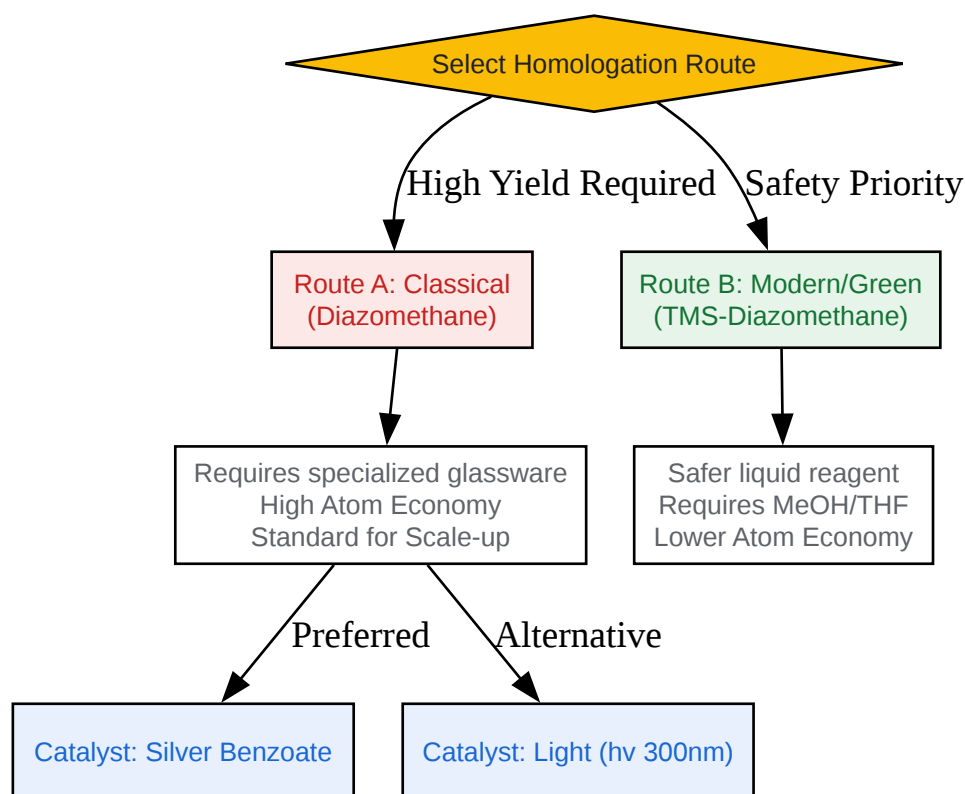 Select Homologation Route
High Yield Required
Safety Priority
Route A: Classical
(Diazomethane)
Route B: Modern/Green
(TMS-Diazomethane)
Requires specialized glassware
High Atom Economy
Standard for Scale-up
Safer liquid reagent
Requires MeOH/THF
Lower Atom Economy
Preferred
Alternative
Catalyst: Silver Benzoate
Catalyst: Light (hv 300nm)